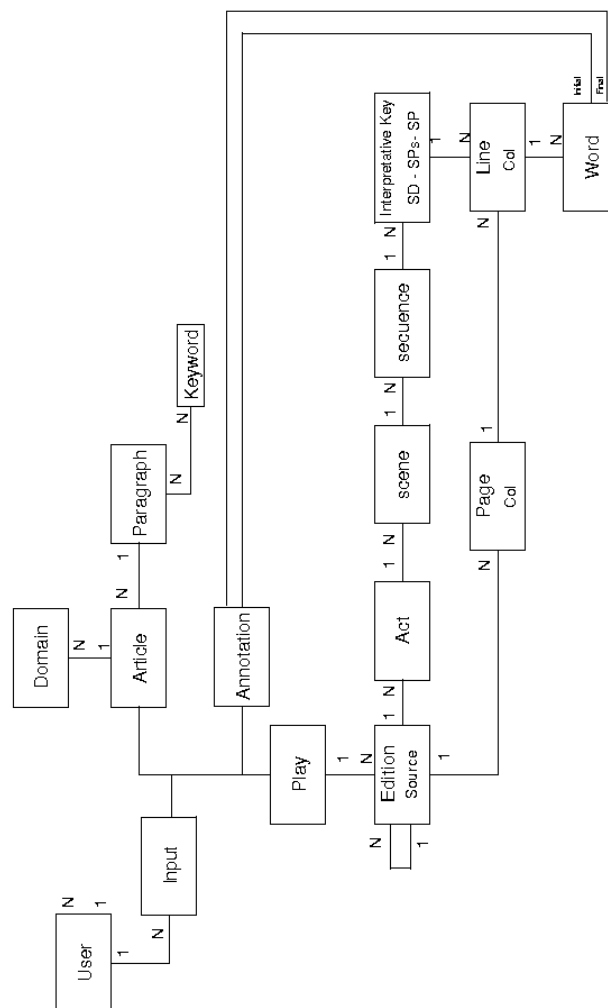 Domain
User
N
N
1
1
Article
N
1
Paragraph
N
N
N
Keyword
1
N
Input
Annotation
Initial
Final
Play
1
N
N
1
Edition
Source
1
N
Act
1
N
scene
1
N
secuence
1
N
Interpretative Key
SD - SPs- SP
1
N
1
N
Page
Col
1
N
Line
Col
1
N
Word